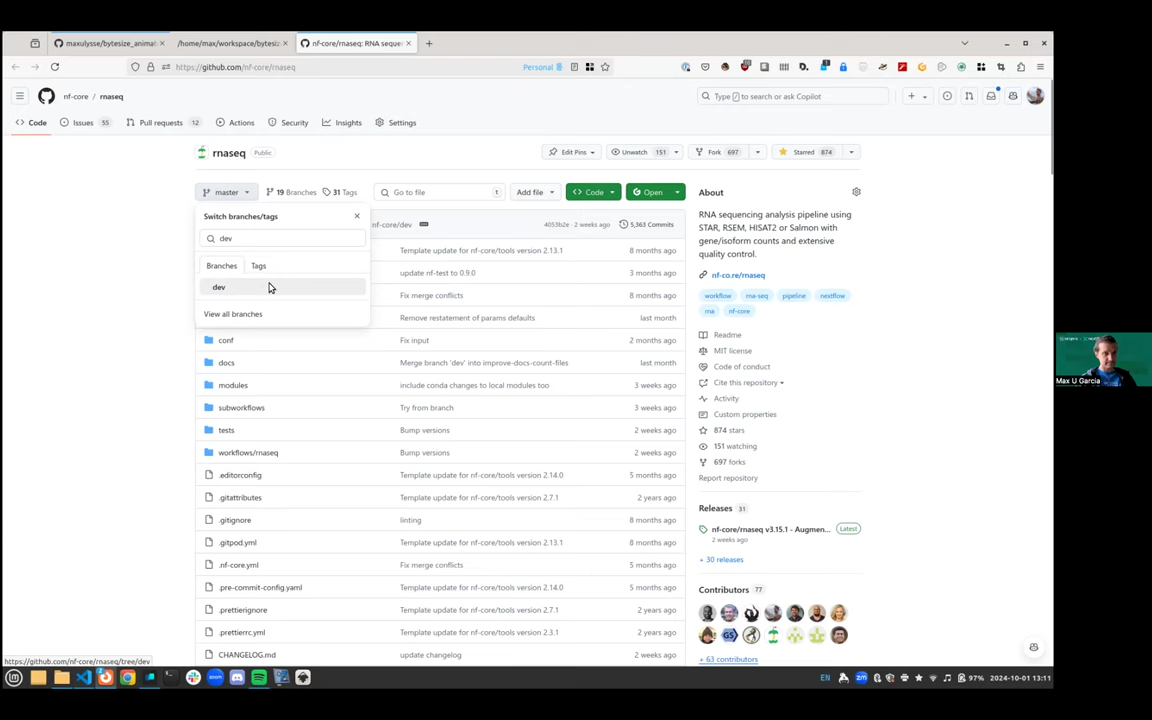 maxulysse/bytesize_animat
/home/max/workspace/bytesiz
nf-core/rnaseq: RNA seque
https://github.com/nf-core/rnaseq
Personal
nf-core / rnaseq
Type / to search or ask Copilot
Code
Issues 55
Pull requests 12
Actions
Security
Insights
Settings
rnaseq
Public
Edit Pins
Unwatch 151
Fork 697
Starred 874
master
19 Branches
31 Tags
Go to file
t
Add file
Code
Open
Switch branches/tags
dev
Branches
Tags
dev
View all branches
nf-core/dev
4053b2e · 2 weeks ago
5,363 Commits
Template update for nf-core/tools version 2.13.1
8 months ago
update nf-test to 0.9.0
3 months ago
Fix merge conflicts
8 months ago
Remove restatement of params defaults
last month
conf
Fix input
2 months ago
docs
Merge branch 'dev' into improve-docs-count-files
last month
modules
include conda changes to local modules too
3 weeks ago
subworkflows
Try from branch
3 weeks ago
tests
Bump versions
2 weeks ago
workflows/rnaseq
Bump versions
2 weeks ago
.editorconfig
Template update for nf-core/tools version 2.14.0
5 months ago
.gitattributes
Template update for nf-core/tools version 2.7.1
2 years ago
.gitignore
linting
8 months ago
.gitpod.yml
Template update for nf-core/tools version 2.13.1
8 months ago
.nf-core.yml
Fix merge conflicts
5 months ago
.pre-commit-config.yaml
Template update for nf-core/tools version 2.14.0
5 months ago
.prettierignore
Template update for nf-core/tools version 2.7.1
2 years ago
.prettierrc.yml
Template update for nf-core/tools version 2.3.1
2 years ago
CHANGELOG.md
update changelog
2 weeks ago
About
RNA sequencing analysis pipeline using
STAR, RSEM, HISAT2 or Salmon with
gene/isoform counts and extensive
quality control.
nf-co.re/rnaseq
workflow
rna-seq
pipeline
nextflow
rna
nf-core
Readme
MIT license
Code of conduct
Cite this repository
Activity
Custom properties
874 stars
151 watching
697 forks
Report repository
Releases 31
nf-core/rnaseq v3.15.1 - Augmen...
Latest
2 weeks ago
+ 30 releases
Contributors 77
+ 63 contributors
https://github.com/nf-core/rnaseq/tree/dev
EN
97%
2024-10-01 13:11
Max U Garcia